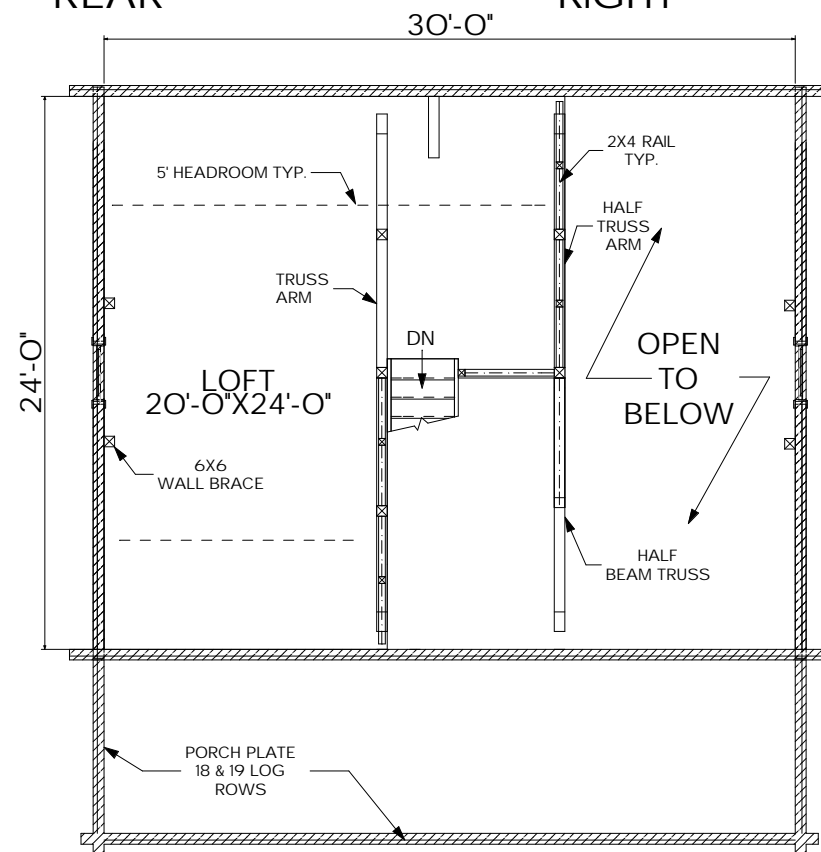 REAR
RIGHT
30'-0"
2X4 RAIL
TYP.
5' HEADROOM TYP.
HALF
TRUSS
ARM
TRUSS
ARM
DN
24'-0"
LOFT
20'-0"X24'-0"
OPEN
TO
BELOW
6X6
WALL BRACE
HALF
BEAM TRUSS
PORCH PLATE
18 & 19 LOG
ROWS